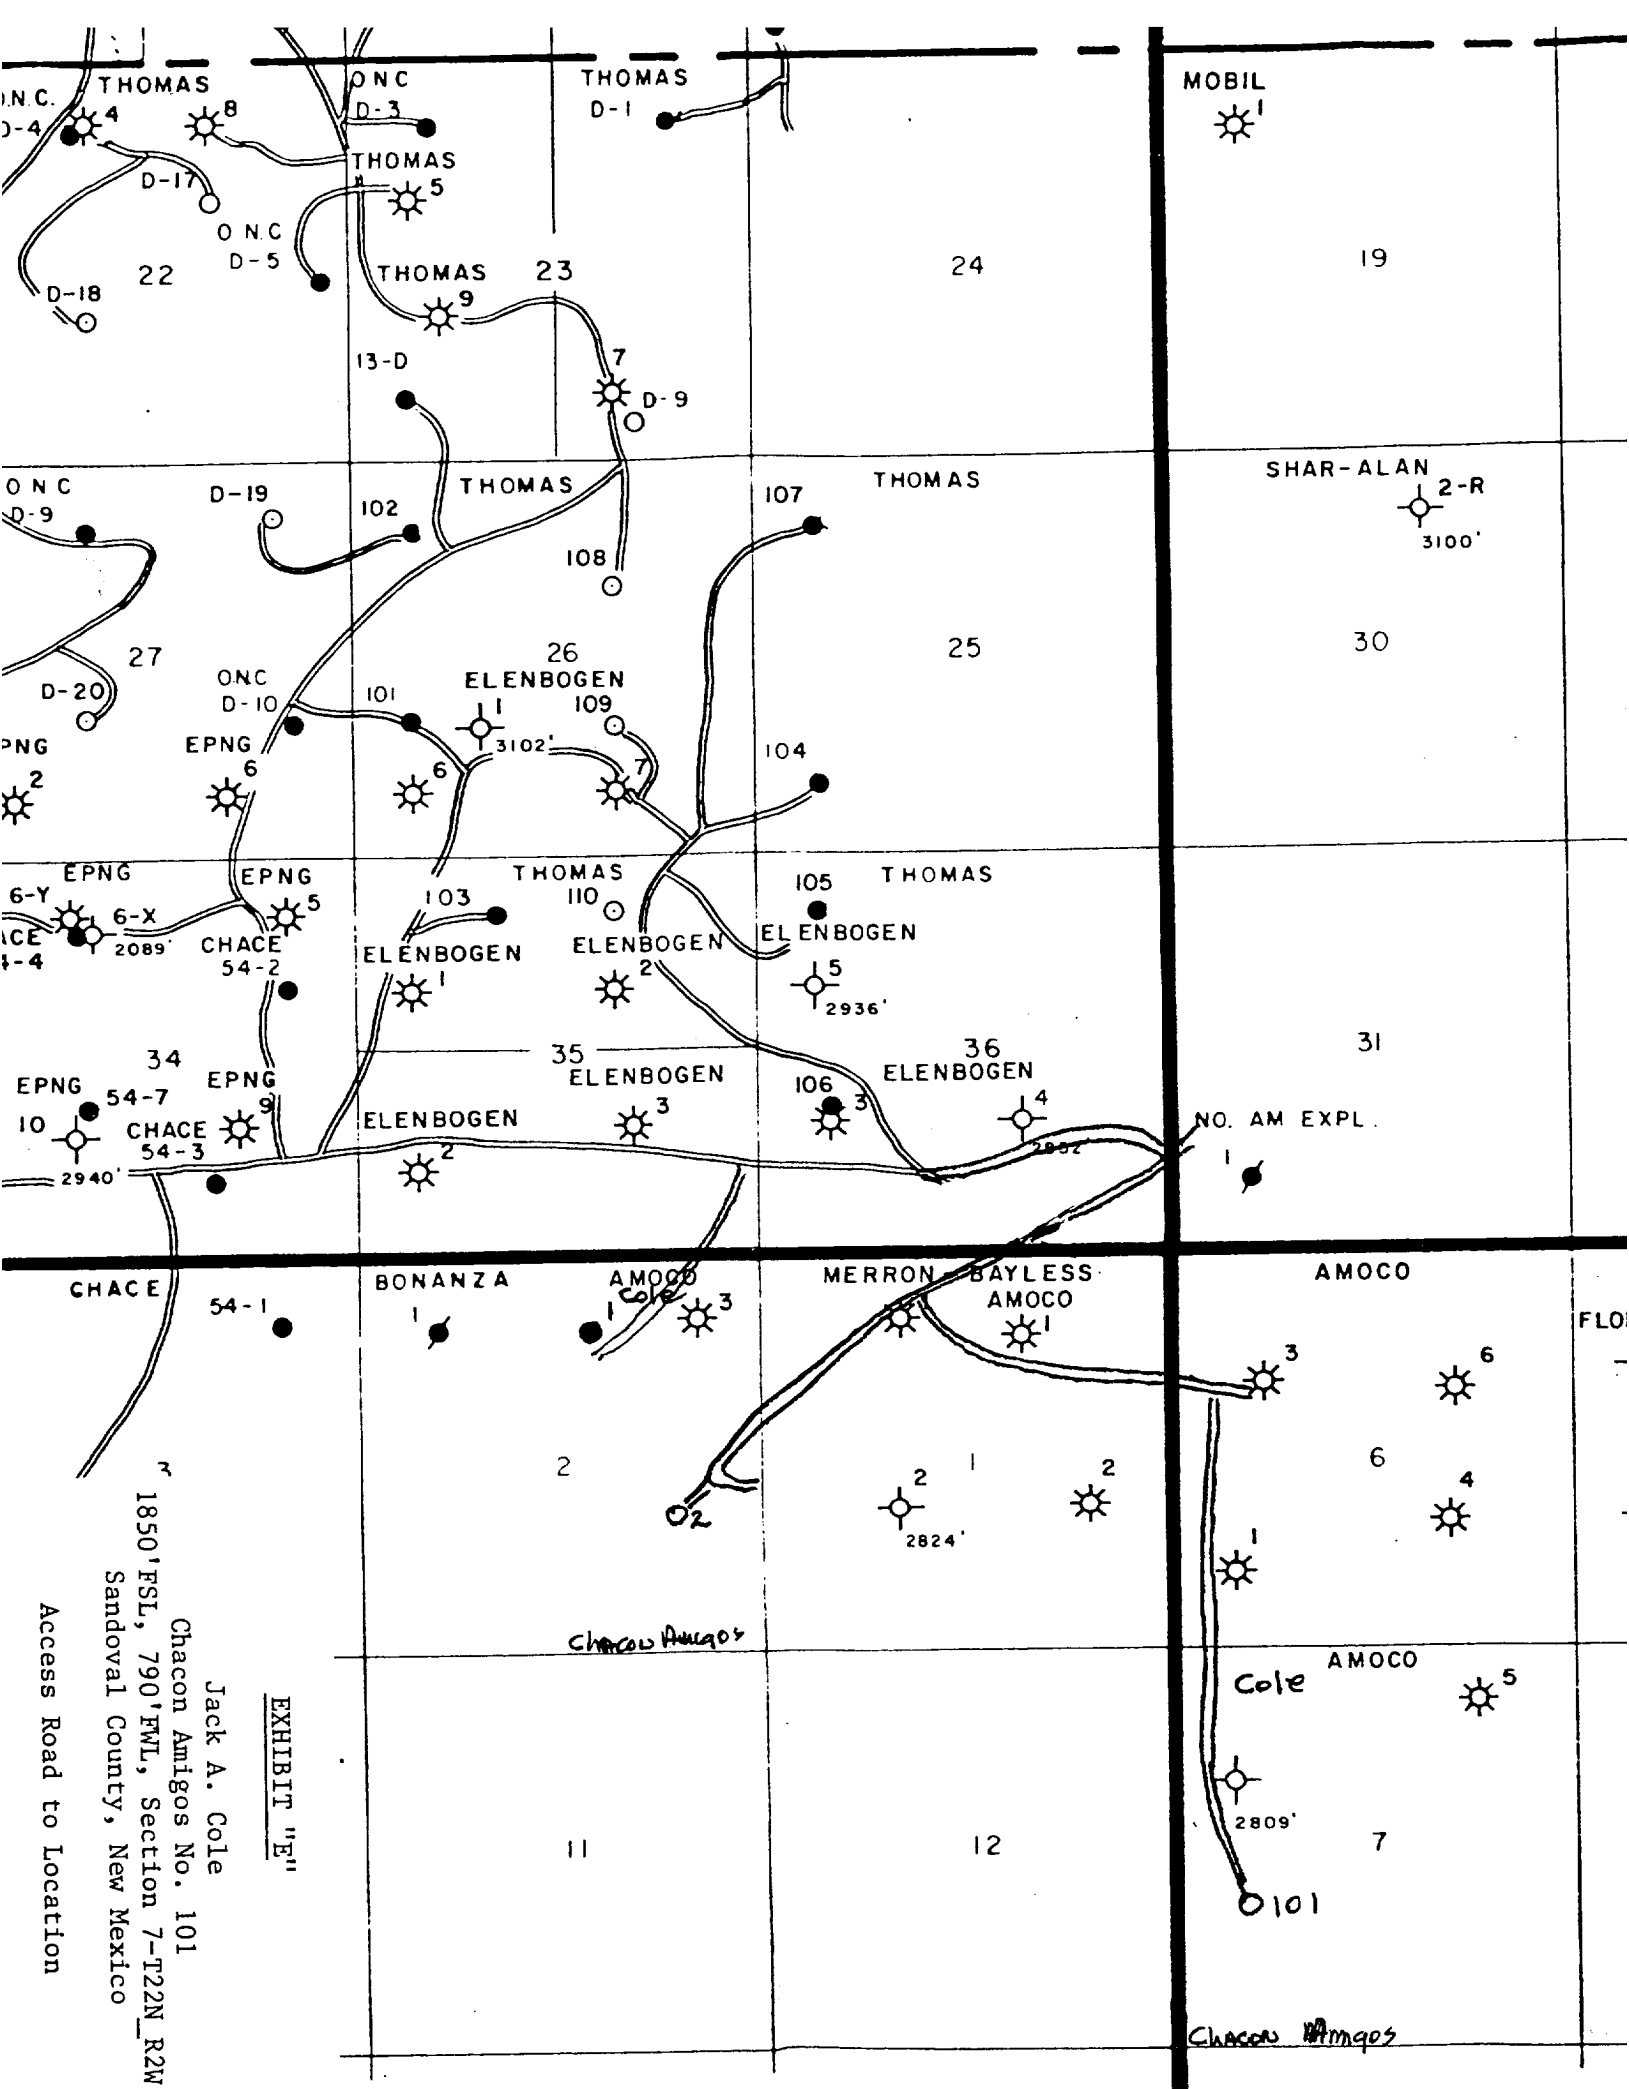 THOMAS
O N C
D-3
THOMAS
D-1
MOBIL
1
4
8
D-17
THOMAS
5
O N.C
D-5
22
D-18
THOMAS
9
23
24
19
13-D
7
D-9
O N C
D-9
D-19
102
THOMAS
107
THOMAS
SHAR-ALAN
2-R
3100'
108
27
26
25
30
D-20
O.N.C
D-10
101
ELENBOGEN
1
3102'
109
EPNG
6
6
7
104
2
EPNG
EPNG
THOMAS
105
THOMAS
6-Y
6-X
2089'
5
103
110
CHACE
54-2
ELENBOGEN
1
ELENBOGEN
2
ELENBOGEN
5
2936'
34
35
36
31
EPNG
54-7
EPNG
9
ELENBOGEN
3
106
3
ELENBOGEN
4
10
CHACE
54-3
2940'
ELENBOGEN
2
NO. AM EXPL.
1
CHACE
54-1
BONANZA
1
AMOCO
Cole
1
3
MERRON - BAYLESS
AMOCO
1
AMOCO
3
6
3
2
1
6
2
2824'
2
4
2
1
Chacon Amigos
Cole
AMOCO
5
2809'
11
12
7
101
Chacon Amigos
EXHIBIT "E"
Jack A. Cole
Chacon Amigos No. 101
1850'FSL, 790'FWL, Section 7-T22N_R2W
Sandoval County, New Mexico
Access Road to Location